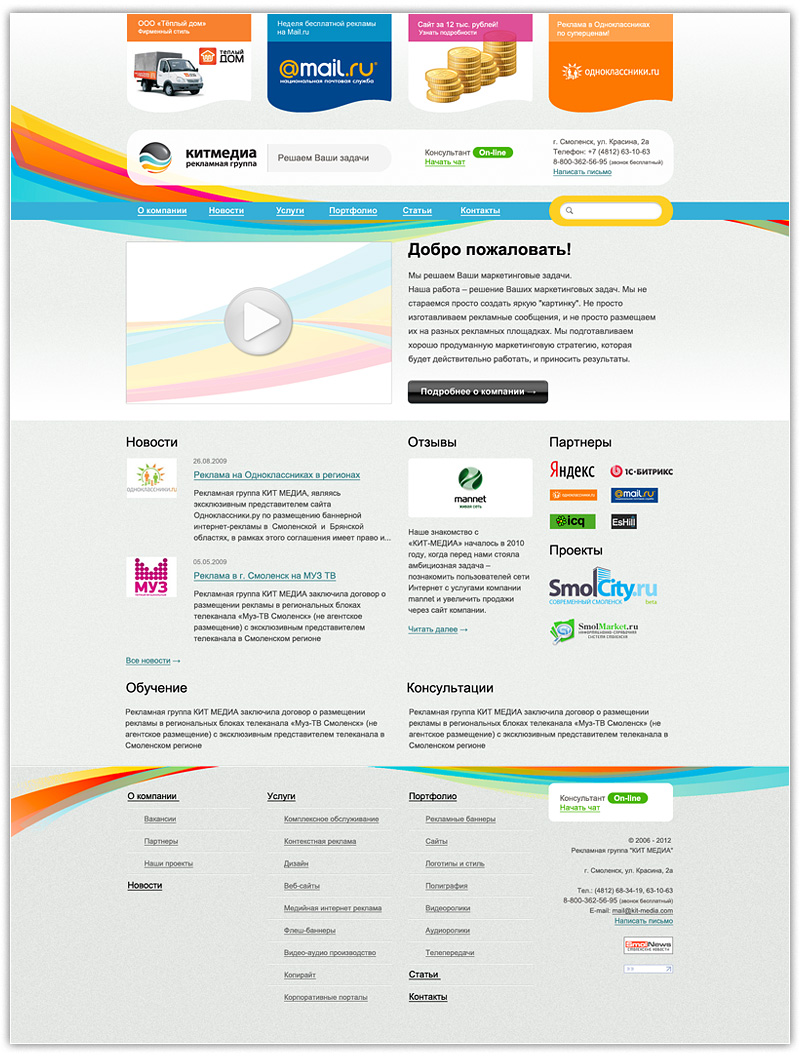 ООО «Тёплый дом»
Фирменный стиль
ТЕПЛЫЙ
ДОМ
Неделя бесплатной рекламы
на Mail.ru
@mail.ru
национальная почтовая служба
Сайт за 12 тыс. рублей!
Узнать подробности
Реклама в Одноклассниках
по суперценам!
одноклассники.ru
китмедиа
рекламная группа
Решаем Ваши задачи
Консультант On-line
Начать чат
г. Смоленск, ул. Красина, 2а
Телефон: +7 (4812) 63-10-63
8-800-362-56-95 (звонок бесплатный)
Написать письмо
О компании Новости Услуги Портфолио Статьи Контакты
Добро пожаловать!
Мы решаем Ваши маркетинговые задачи.
Наша работа – решение Ваших маркетинговых задач. Мы не
стараемся просто создать яркую "картинку". Не просто
изготавливаем рекламные сообщения, и не просто размещаем
их на разных рекламных площадках. Мы подготавливаем
хорошо продуманную маркетинговую стратегию, которая
будет действительно работать, и приносить результаты.
Подробнее о компании →
Новости
26.08.2009
Реклама на Одноклассниках в регионах
одноклассники.ru
Рекламная группа КИТ МЕДИА, являясь
эксклюзивным представителем сайта
Одноклассники.ру по размещению баннерной
интернет-рекламы в Смоленской и Брянской
областях, в рамках этого соглашения имеет право и...
05.05.2009
Реклама в г. Смоленск на МУЗ ТВ
МУЗ
Рекламная группа КИТ МЕДИА заключила договор о
размещении рекламы в региональных блоках
телеканала «Муз-ТВ Смоленск» (не агентское
размещение) с эксклюзивным представителем
телеканала в Смоленском регионе
Все новости →
Отзывы
mannet
живая сеть
Наше знакомство с
«КИТ-МЕДИА» началось в 2010
году, когда перед нами стояла
амбициозная задача –
познакомить пользователей сети
Интернет с услугами компании
mannet и увеличить продажи
через сайт компании.
Читать далее →
Партнеры
Яндекс
1С-БИТРИКС
одноклассники.ru
@mail.ru
icq
EsHill
Проекты
SmolCity.ru
СОВРЕМЕННЫЙ СМОЛЕНСК beta
SmolMarket.ru
ИНФОРМАЦИОННО-СПРАВОЧНАЯ
СИСТЕМА СМОЛЕНСКА
Обучение
Рекламная группа КИТ МЕДИА заключила договор о размещении
рекламы в региональных блоках телеканала «Муз-ТВ Смоленск» (не
агентское размещение) с эксклюзивным представителем телеканала в
Смоленском регионе
Консультации
Рекламная группа КИТ МЕДИА заключила договор о размещении
рекламы в региональных блоках телеканала «Муз-ТВ Смоленск» (не
агентское размещение) с эксклюзивным представителем телеканала в
Смоленском регионе
О компании
Вакансии
Партнеры
Наши проекты
Новости
Услуги
Комплексное обслуживание
Контекстная реклама
Дизайн
Веб-сайты
Медийная интернет реклама
Флеш-баннеры
Видео-аудио производство
Копирайт
Корпоративные порталы
Портфолио
Рекламные баннеры
Сайты
Логотипы и стиль
Полиграфия
Видеоролики
Аудиоролики
Телепередачи
Статьи
Контакты
Консультант On-line
Начать чат
© 2006 - 2012
Рекламная группа "КИТ МЕДИА"
г. Смоленск, ул. Красина, 2а
Тел.: (4812) 68-34-19, 63-10-63
8-800-362-56-95 (звонок бесплатный)
E-mail: mail@kit-media.com
Написать письмо
SmolNews
СМОЛЕНСКИЕ НОВОСТИ